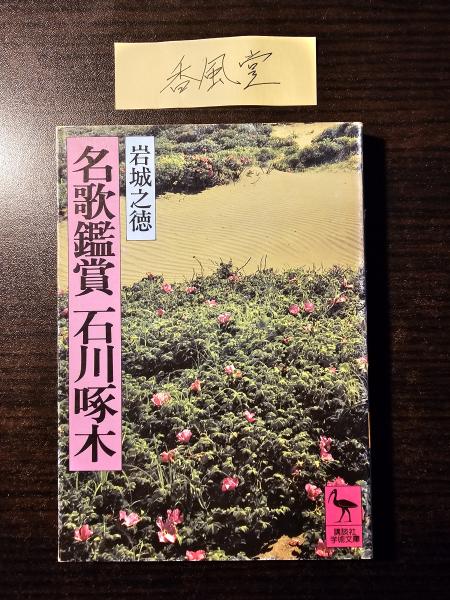 香風堂
岩城之徳
名歌鑑賞 石川啄木
講談社
学術文庫